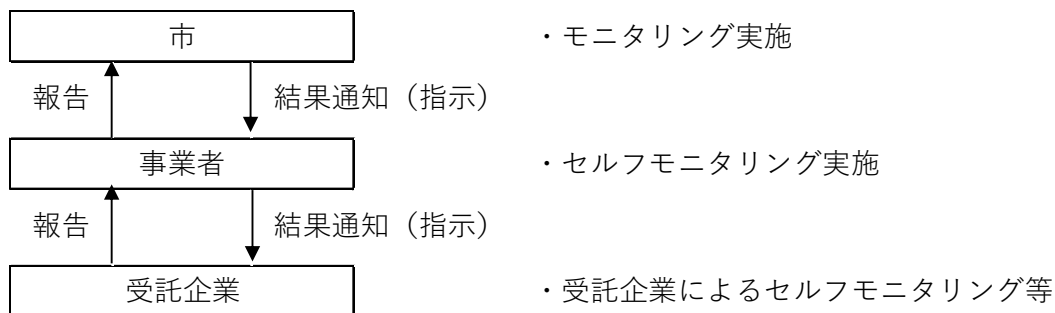 市
・モニタリング実施
報告
結果通知（指示）
事業者
・セルフモニタリング実施
報告
結果通知（指示）
受託企業
・受託企業によるセルフモニタリング等